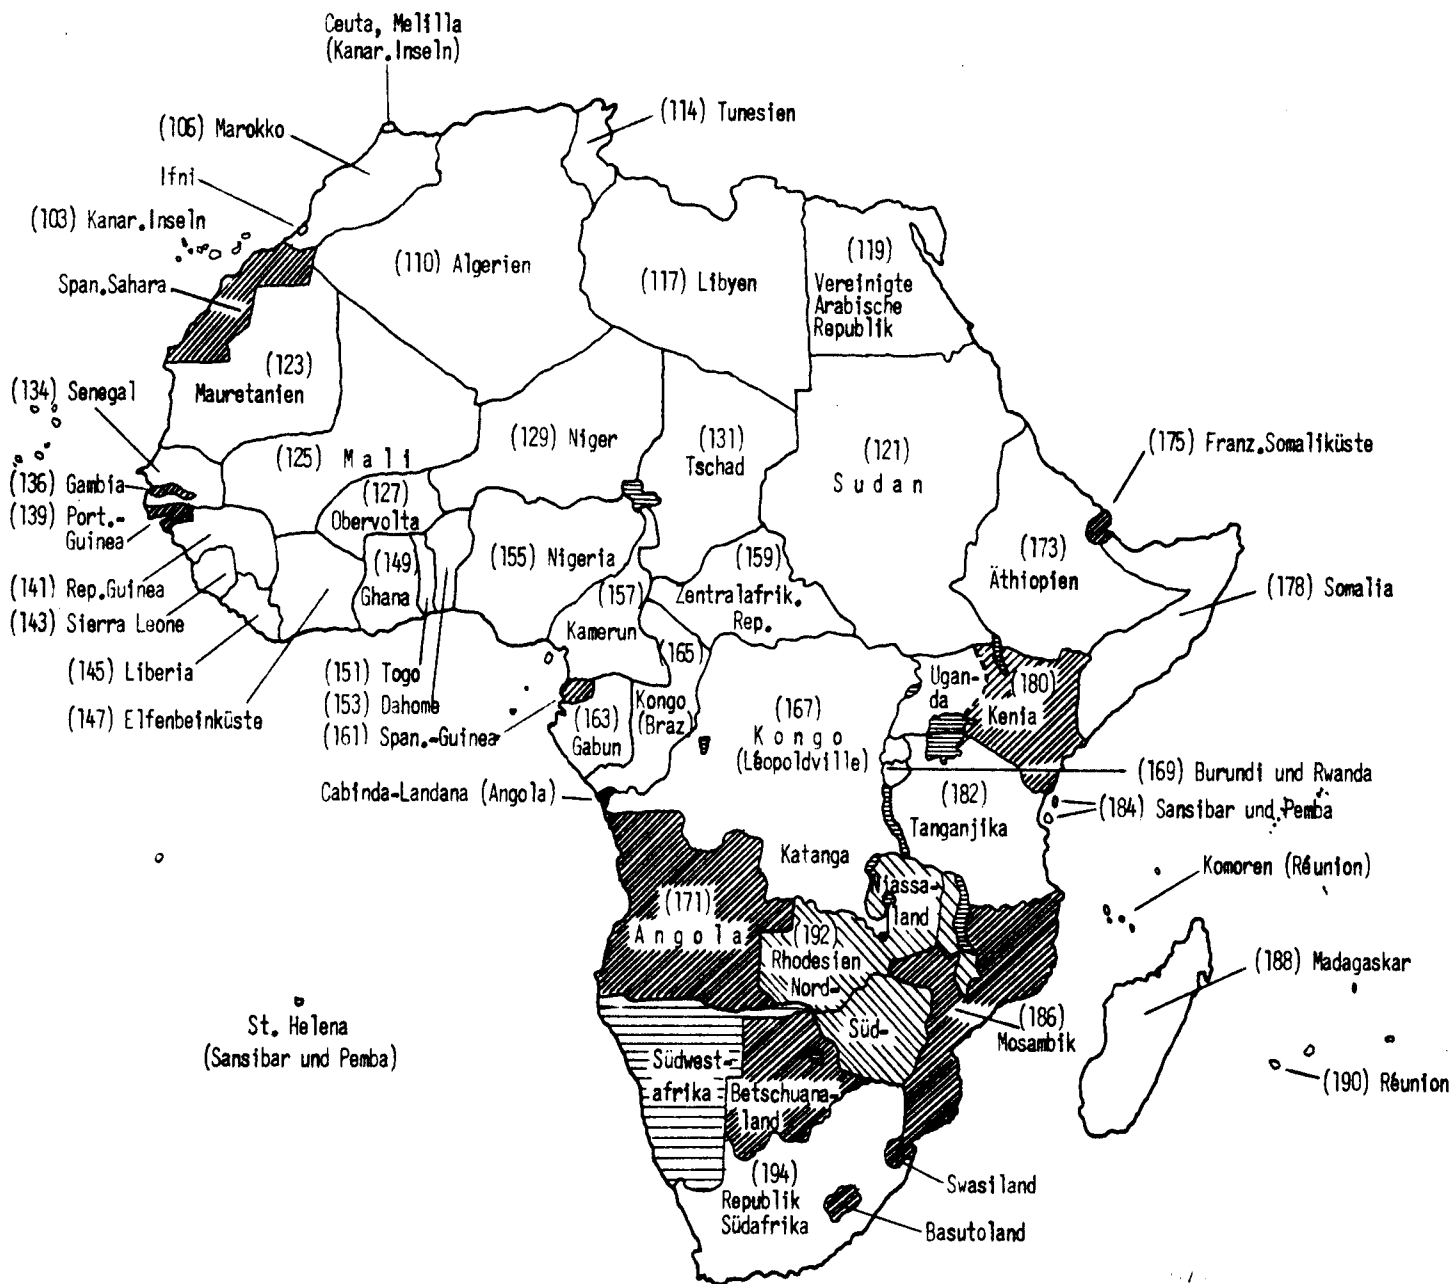 Ceuta, Melilla
(Kanar.Inseln)
(106) Marokko
(114) Tunesien
Ifni
(103) Kanar.Inseln
Span.Sahara
(110) Algerien
(117) Libyen
(119)
Vereinigte
Arabische
Republik
(123)
Mauretanien
(134) Senegal
(125) Mali
(129) Niger
(131)
Tschad
(121)
Sudan
(175) Franz.Somaliküste
(136) Gambia
(127)
Obervolta
(139) Port.-
Guinea
(149)
Ghana
(155) Nigeria
(159)
Zentralafrik.
Rep.
(173)
Äthiopien
(141) Rep.Guinea
(157)
Kamerun
(178) Somalia
(143) Sierra Leone
(145) Liberia
(147) Elfenbeinküste
(151) Togo
(153) Dahome
(161) Span.-Guinea
(165)
Kongo
(Braz)
(163)
Gabun
(167)
Kongo
(Léopoldville)
Ugan-
da
(180)
Kenia
(169) Burundi und Rwanda
Cabinda-Landana (Angola)
(182)
Tanganjika
(184) Sansibar und Pemba
Katanga
Komoren (Réunion)
Njassa-
land
(171)
Angola
(192)
Rhodesien
Nord-
Süd-
(188) Madagaskar
(186)
Mosambik
St. Helena
(Sansibar und Pemba)
Südwest-
afrika
Betschuana-
land
(190) Réunion
(194)
Republik
Südafrika
Swasiland
Basutoland